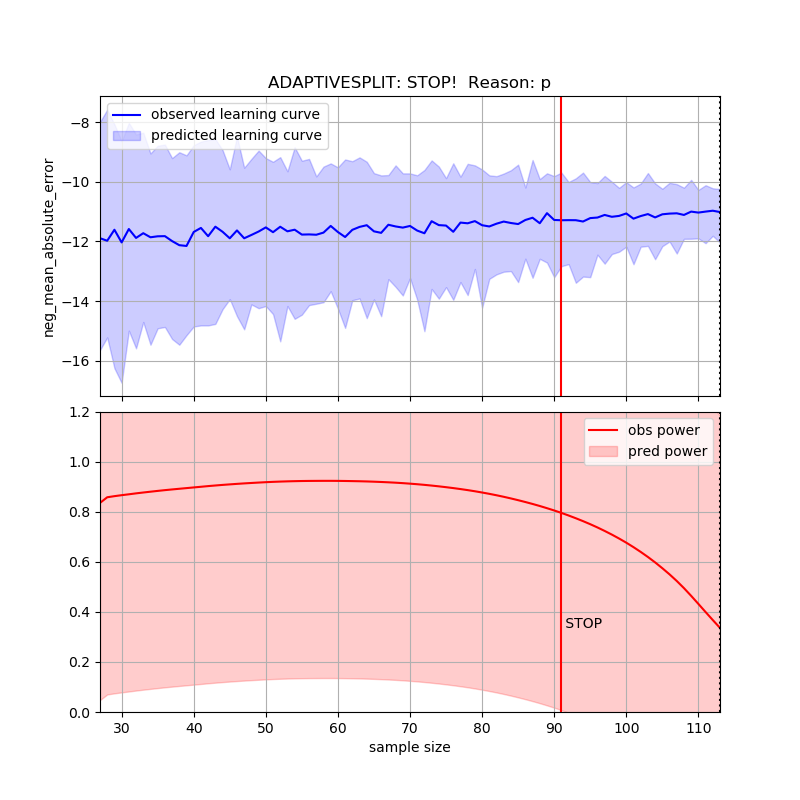 ADAPTIVESPLIT: STOP!  Reason: p
observed learning curve
predicted learning curve
neg_mean_absolute_error
−8
−10
−12
−14
−16
obs power
pred power
1.2
1.0
0.8
0.6
0.4
0.2
0.0
STOP
30 40 50 60 70 80 90 100 110
sample size